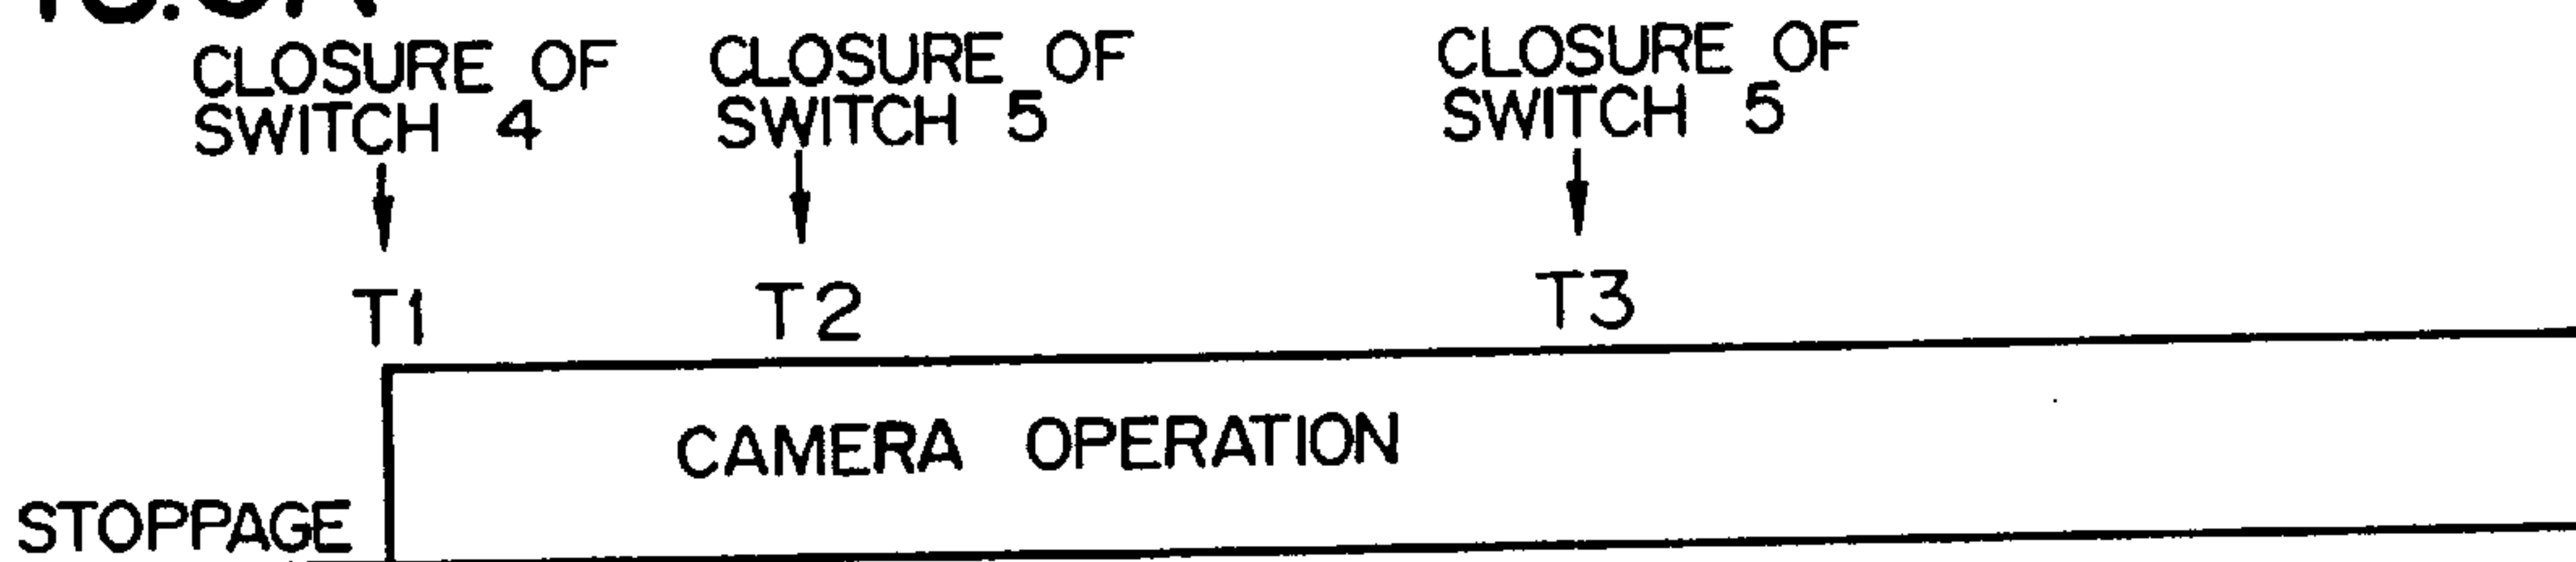 CLOSURE OF
SWITCH 4
CLOSURE OF
SWITCH 5
CLOSURE OF
SWITCH 5
T1 T2 T3
CAMERA OPERATION
STOPPAGE